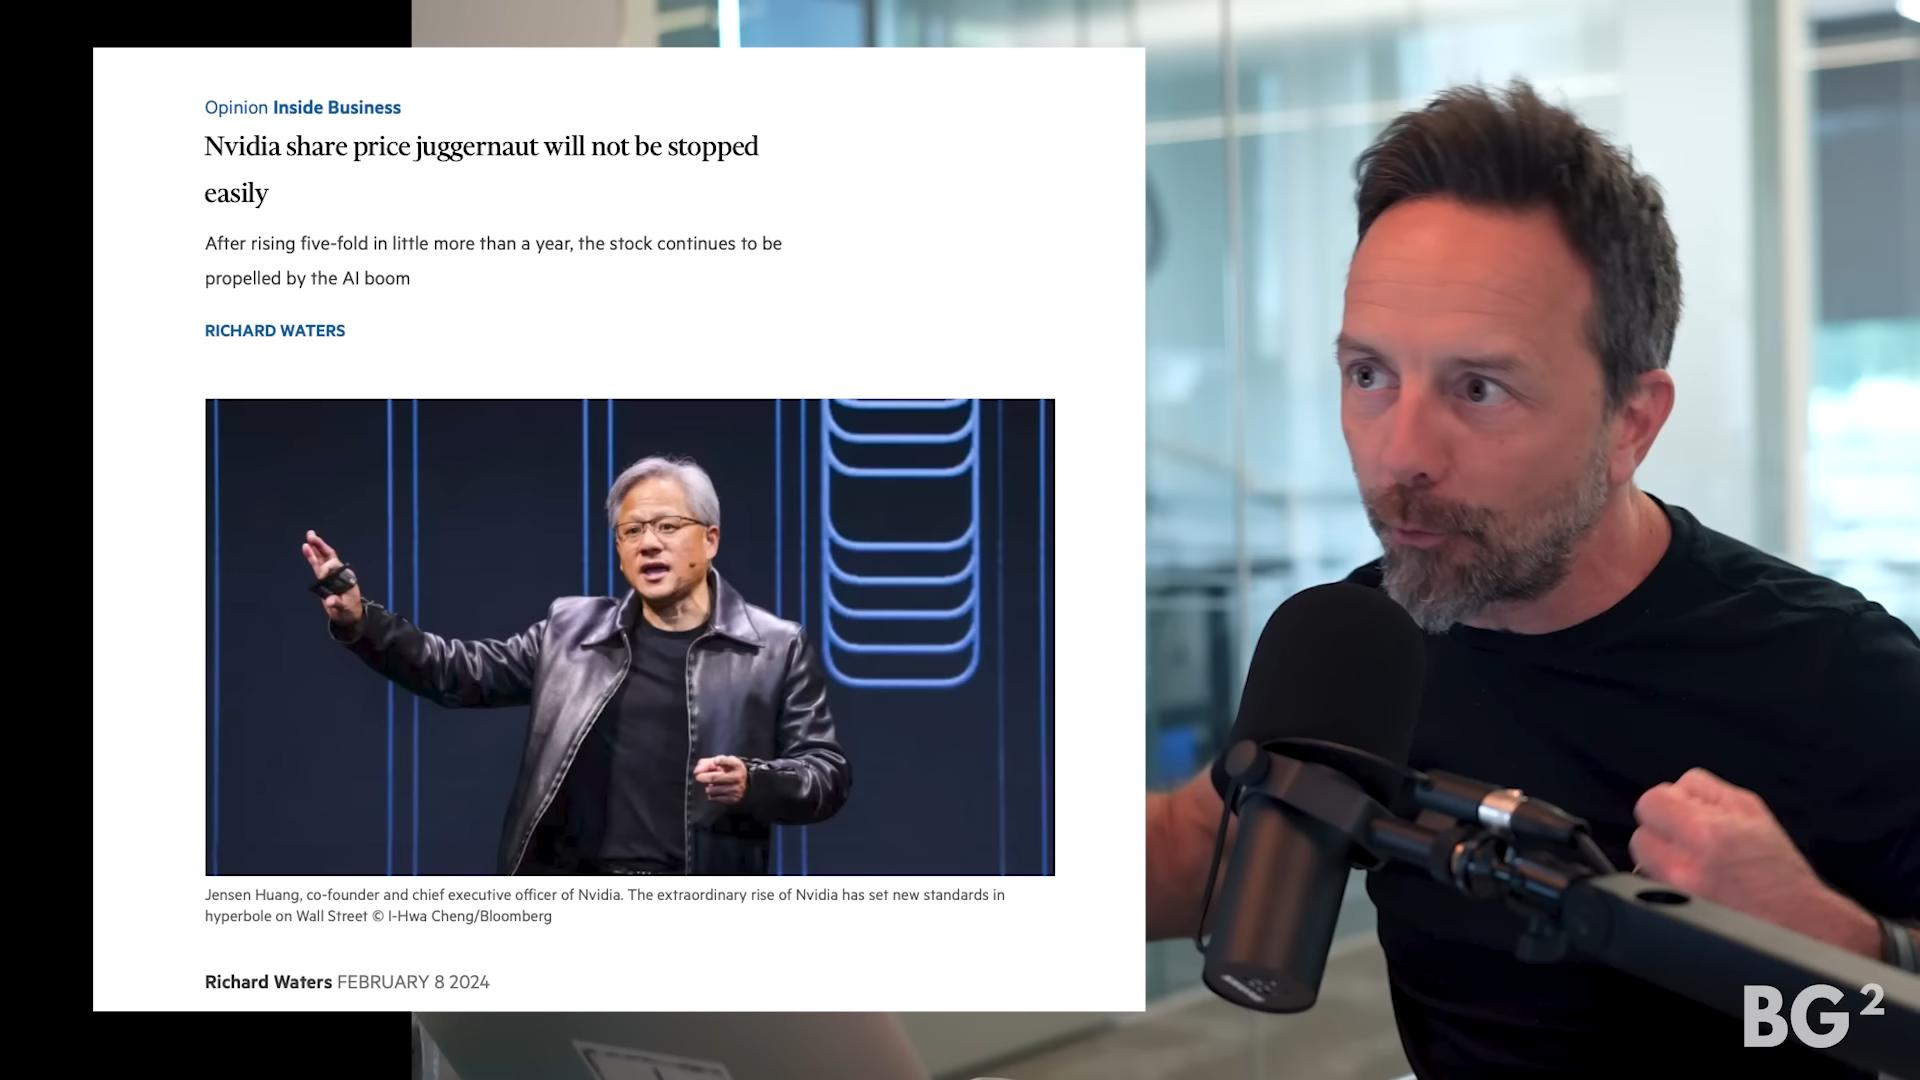 Opinion Inside Business
Nvidia share price juggernaut will not be stopped
easily
After rising five-fold in little more than a year, the stock continues to be
propelled by the AI boom
RICHARD WATERS
Jensen Huang, co-founder and chief executive officer of Nvidia. The extraordinary rise of Nvidia has set new standards in
hyperbole on Wall Street © I-Hwa Cheng/Bloomberg
Richard Waters FEBRUARY 8 2024
BG2